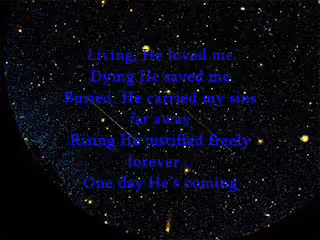 Living, He loved me
Dying He saved me
Buried, He carried my sins
far away
Rising He justified freely
forever
One day He's coming